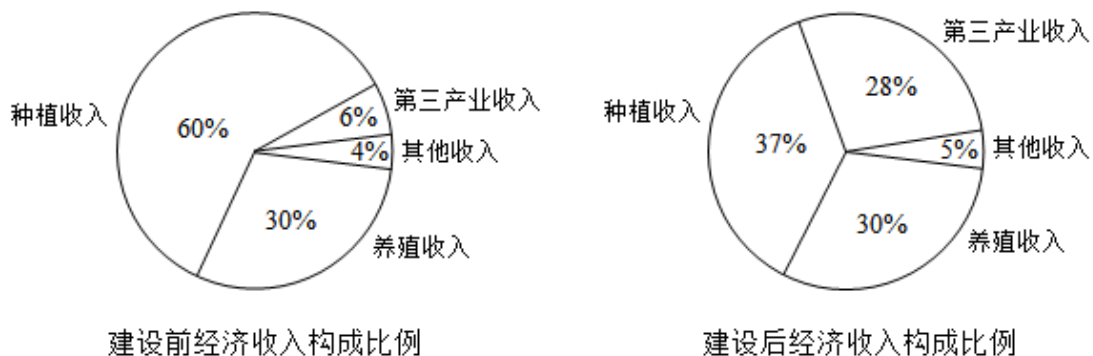 种植收入
60%
第三产业收入
6%
其他收入
4%
30%
养殖收入
建设前经济收入构成比例
第三产业收入
28%
种植收入
37%
其他收入
5%
30%
养殖收入
建设后经济收入构成比例